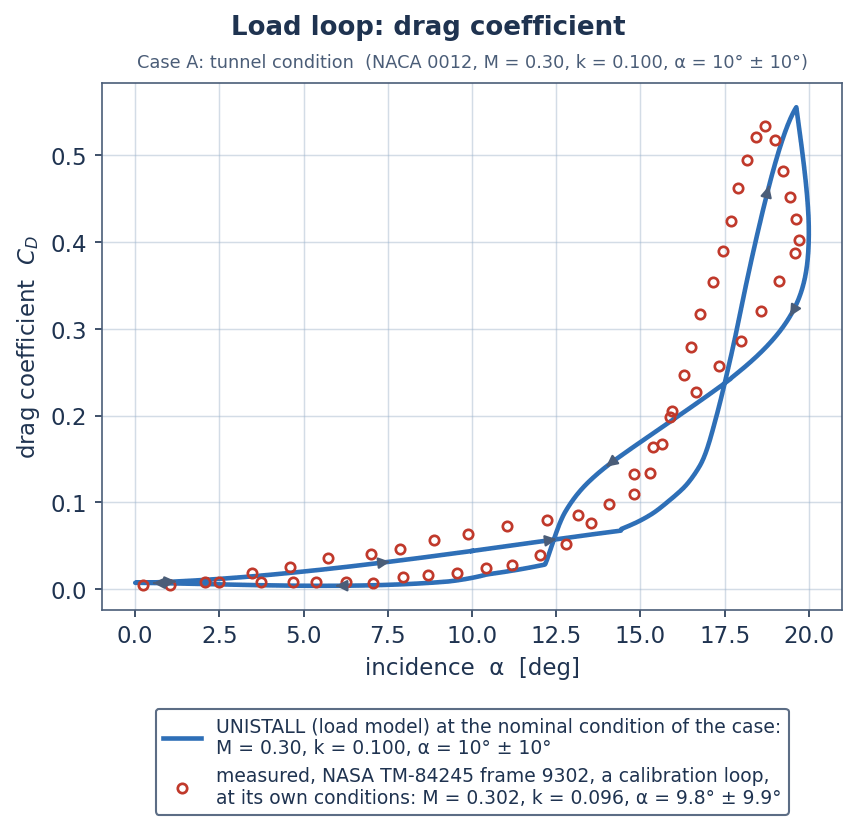 Load loop: drag coefficient
Case A: tunnel condition (NACA 0012, M = 0.30, k = 0.100, α = 10° ± 10°)
drag coefficient C_D
0.5
0.4
0.3
0.2
0.1
0.0
0.0 2.5 5.0 7.5 10.0 12.5 15.0 17.5 20.0
incidence α [deg]
UNISTALL (load model) at the nominal condition of the case:
M = 0.30, k = 0.100, α = 10° ± 10°
measured, NASA TM-84245 frame 9302, a calibration loop,
at its own conditions: M = 0.302, k = 0.096, α = 9.8° ± 9.9°